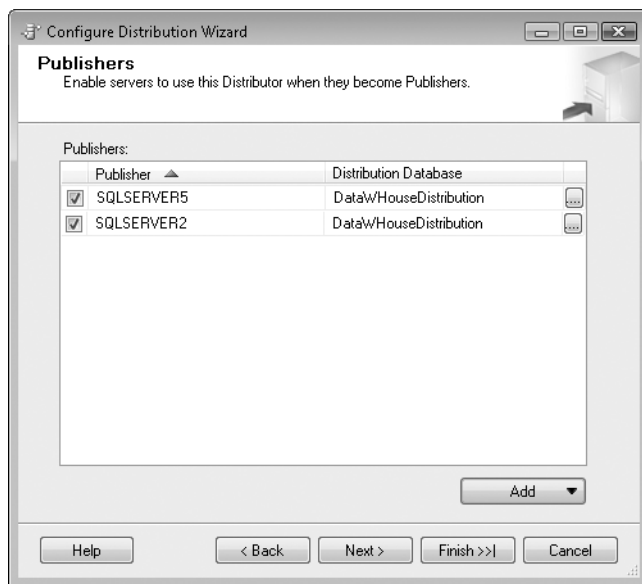 Configure Distribution Wizard
Publishers
Enable servers to use this Distributor when they become Publishers.
Publishers:
Publisher Distribution Database
SQLSERVER5 DataWHouseDistribution ...
SQLSERVER2 DataWHouseDistribution ...
Add
Help < Back Next > Finish >>| Cancel